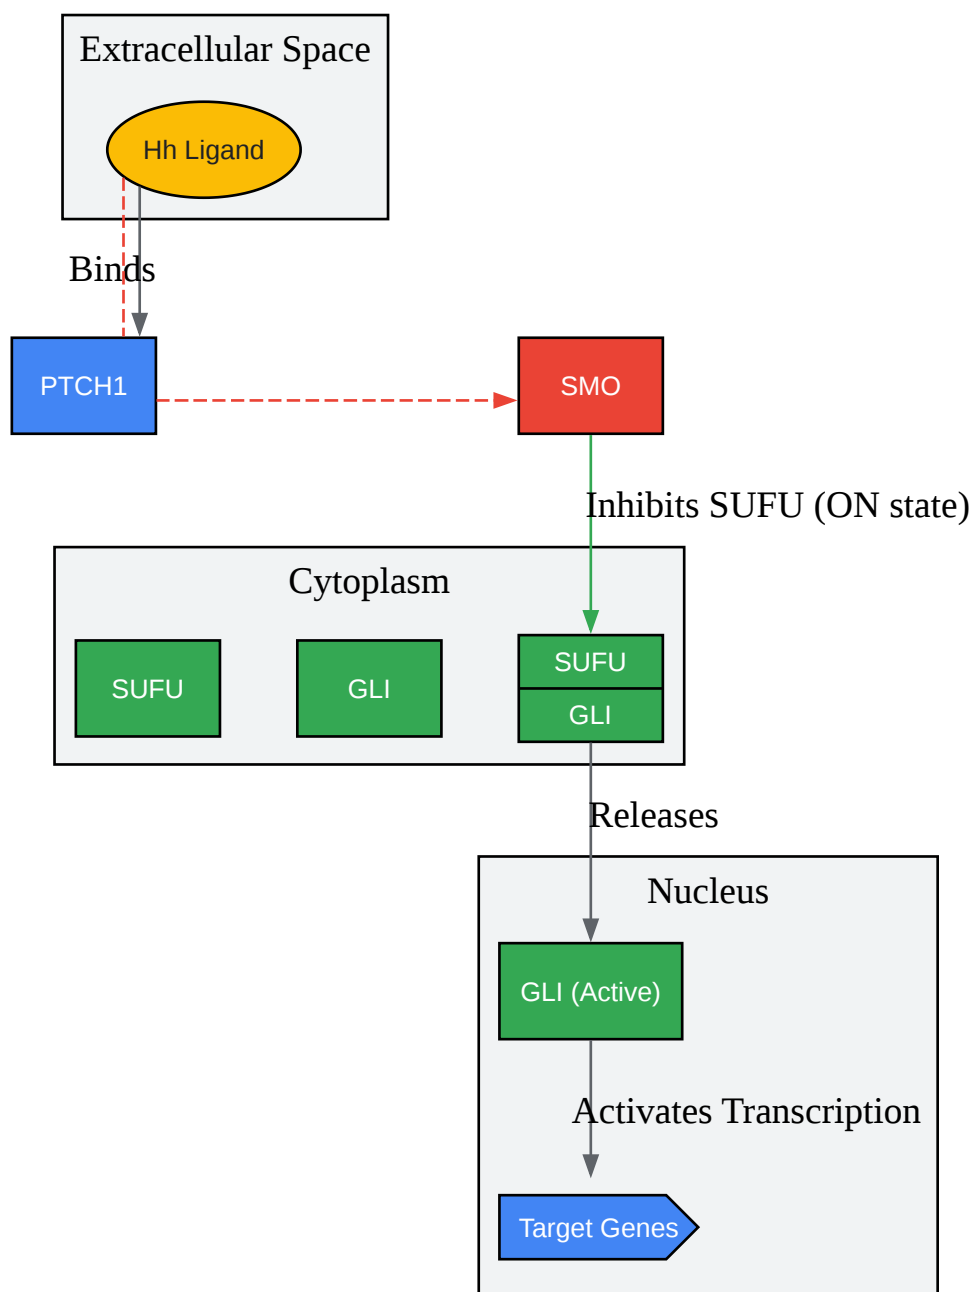 Extracellular Space
Hh Ligand
Binds
PTCH1
SMO
Inhibits SUFU (ON state)
Cytoplasm
SUFU
GLI
SUFU
GLI
Releases
Nucleus
GLI (Active)
Activates Transcription
Target Genes